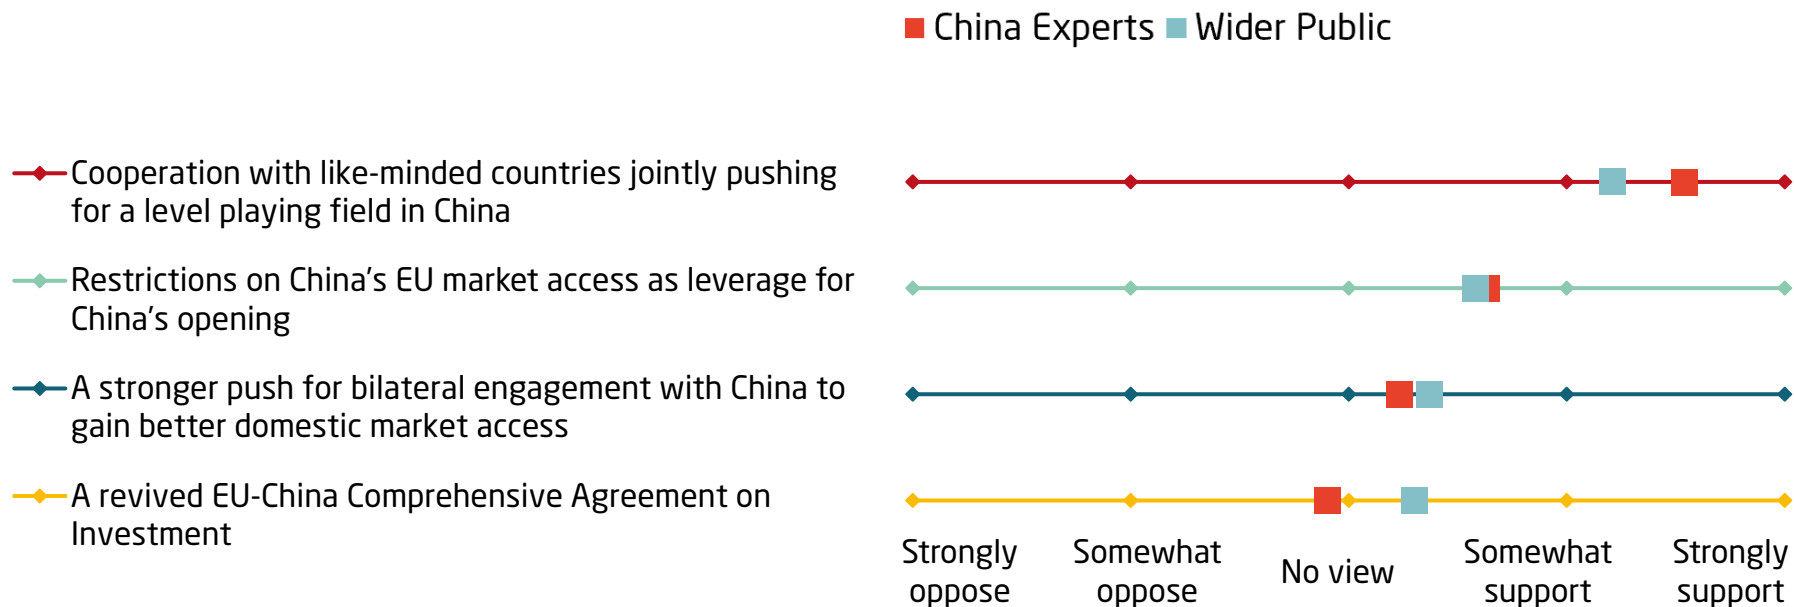 China Experts Wider Public
Cooperation with like-minded countries jointly pushing
for a level playing field in China
Restrictions on China’s EU market access as leverage for
China’s opening
A stronger push for bilateral engagement with China to
gain better domestic market access
A revived EU-China Comprehensive Agreement on
Investment
Strongly oppose
Somewhat oppose
No view
Somewhat support
Strongly support